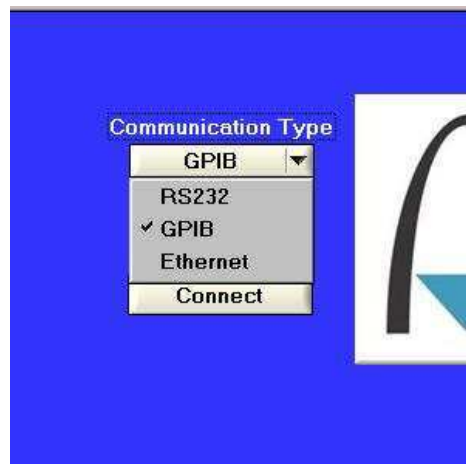 Communication Type
GPIB
RS232
GPIB
Ethernet
Connect